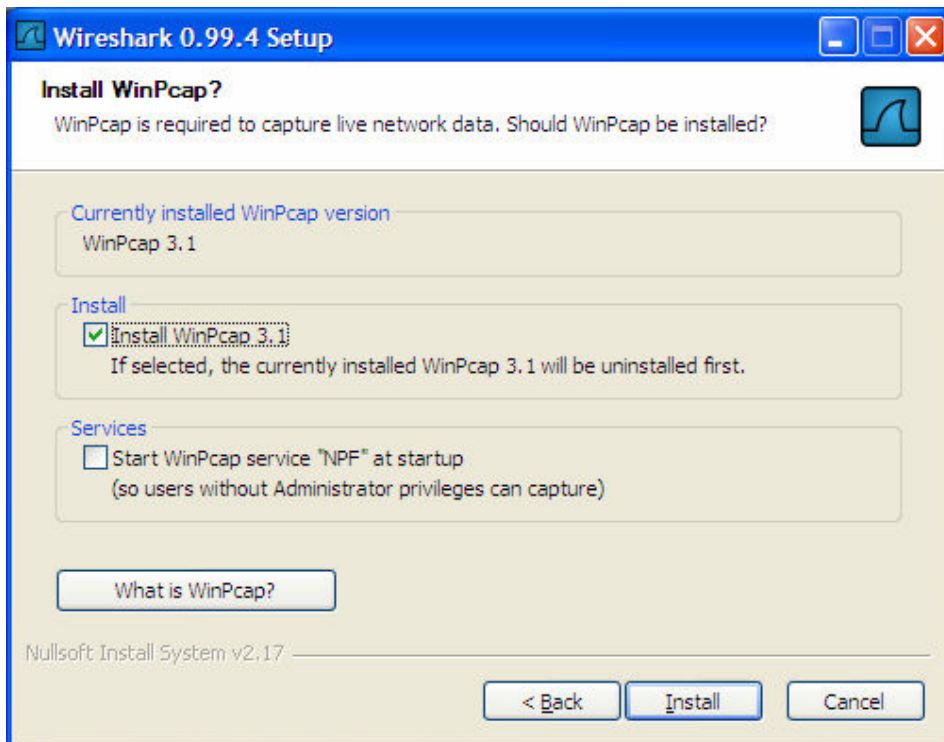 Wireshark 0.99.4 Setup
Install WinPcap?
WinPcap is required to capture live network data. Should WinPcap be installed?
Currently installed WinPcap version
WinPcap 3.1
Install
Install WinPcap 3.1
If selected, the currently installed WinPcap 3.1 will be uninstalled first.
Services
Start WinPcap service "NPF" at startup
(so users without Administrator privileges can capture)
What is WinPcap?
Nullsoft Install System v2.17
< Back
Install
Cancel